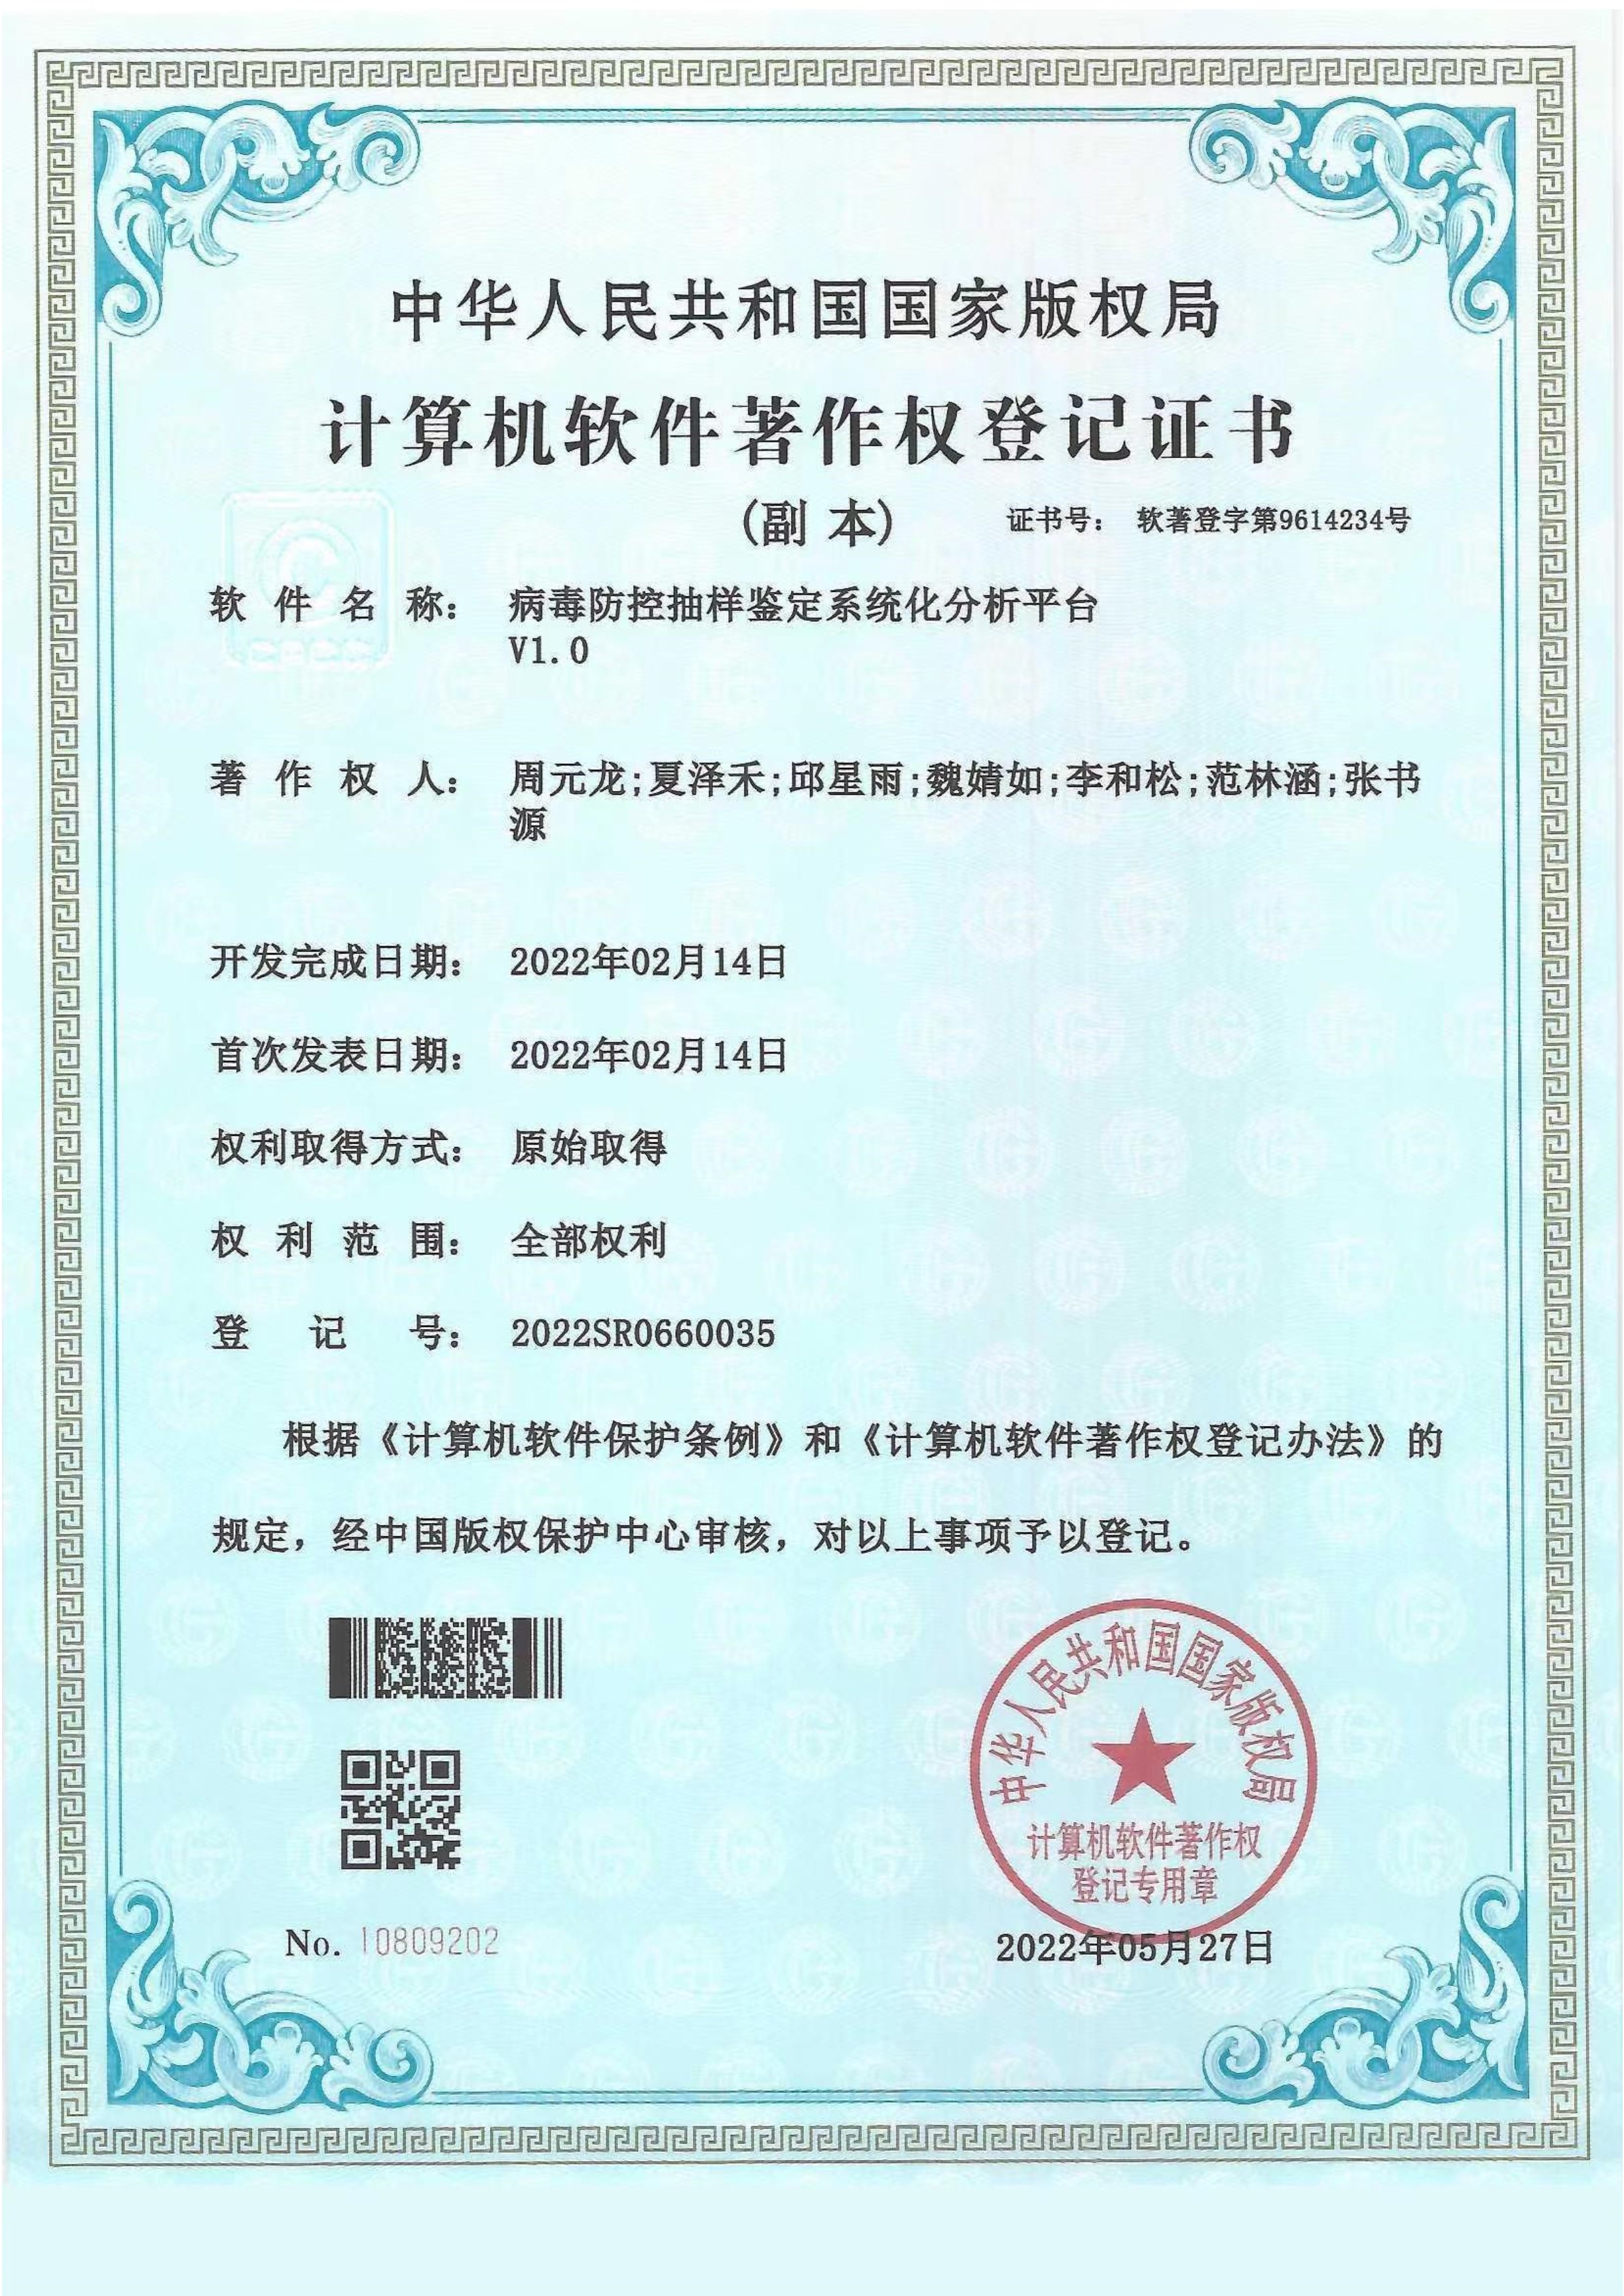 中华人民共和国国家版权局
计算机软件著作权登记证书
(副 本)
证书号： 软著登字第9614234号
软件名称： 病毒防控抽样鉴定系统化分析平台
V1.0
著作权人： 周元龙;夏泽禾;邱星雨;魏婧如;李和松;范林涵;张书
源
开发完成日期： 2022年02月14日
首次发表日期： 2022年02月14日
权利取得方式： 原始取得
权利范围： 全部权利
登记号： 2022SR0660035
根据《计算机软件保护条例》和《计算机软件著作权登记办法》的
规定，经中国版权保护中心审核，对以上事项予以登记。
中华人民共和国国家版权局
计算机软件著作权
登记专用章
No. 10809202
2022年05月27日